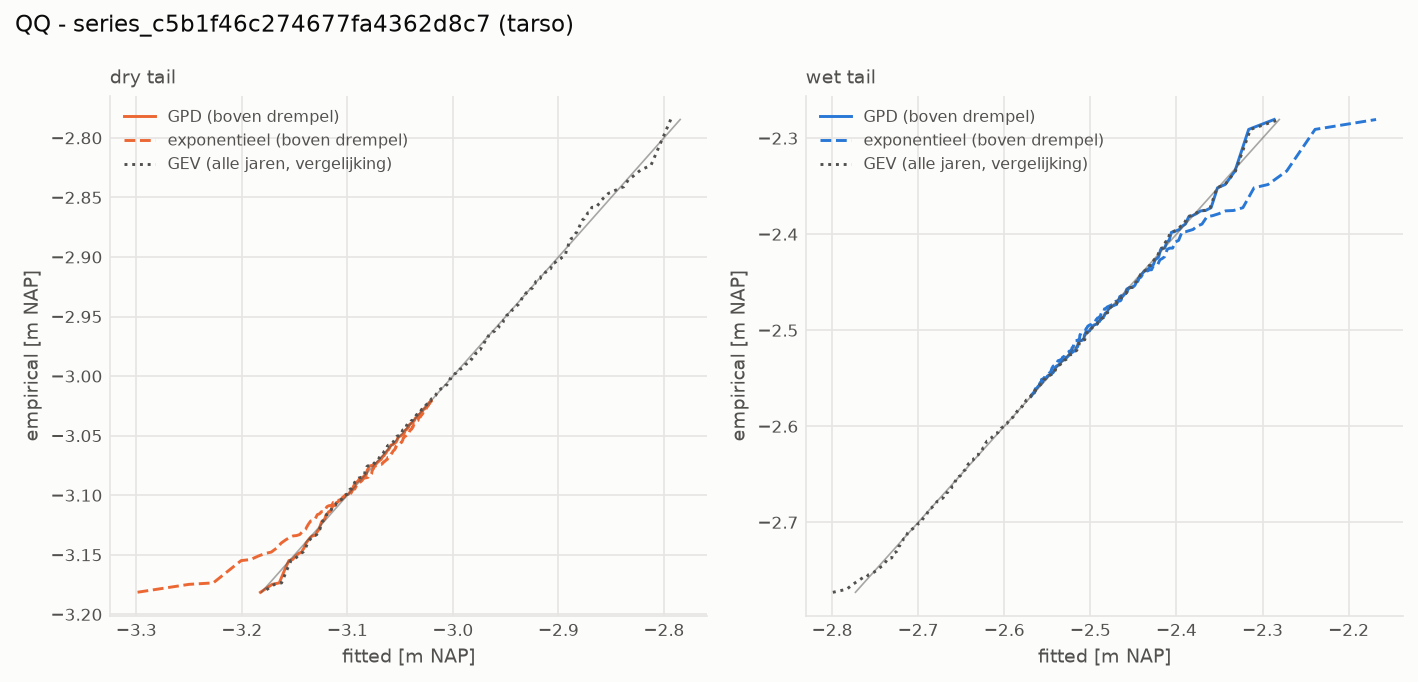 QQ - series_c5b1f46c274677fa4362d8c7 (tarso)
dry tail
GPD (boven drempel)
exponentieel (boven drempel)
GEV (alle jaren, vergelijking)
−2.80
−2.85
−2.90
−2.95
−3.00
−3.05
−3.10
−3.15
−3.20
empirical [m NAP]
−3.3
−3.2
−3.1
−3.0
−2.9
−2.8
fitted [m NAP]
wet tail
GPD (boven drempel)
exponentieel (boven drempel)
GEV (alle jaren, vergelijking)
−2.3
−2.4
−2.5
−2.6
−2.7
empirical [m NAP]
−2.8
−2.7
−2.6
−2.5
−2.4
−2.3
−2.2
fitted [m NAP]